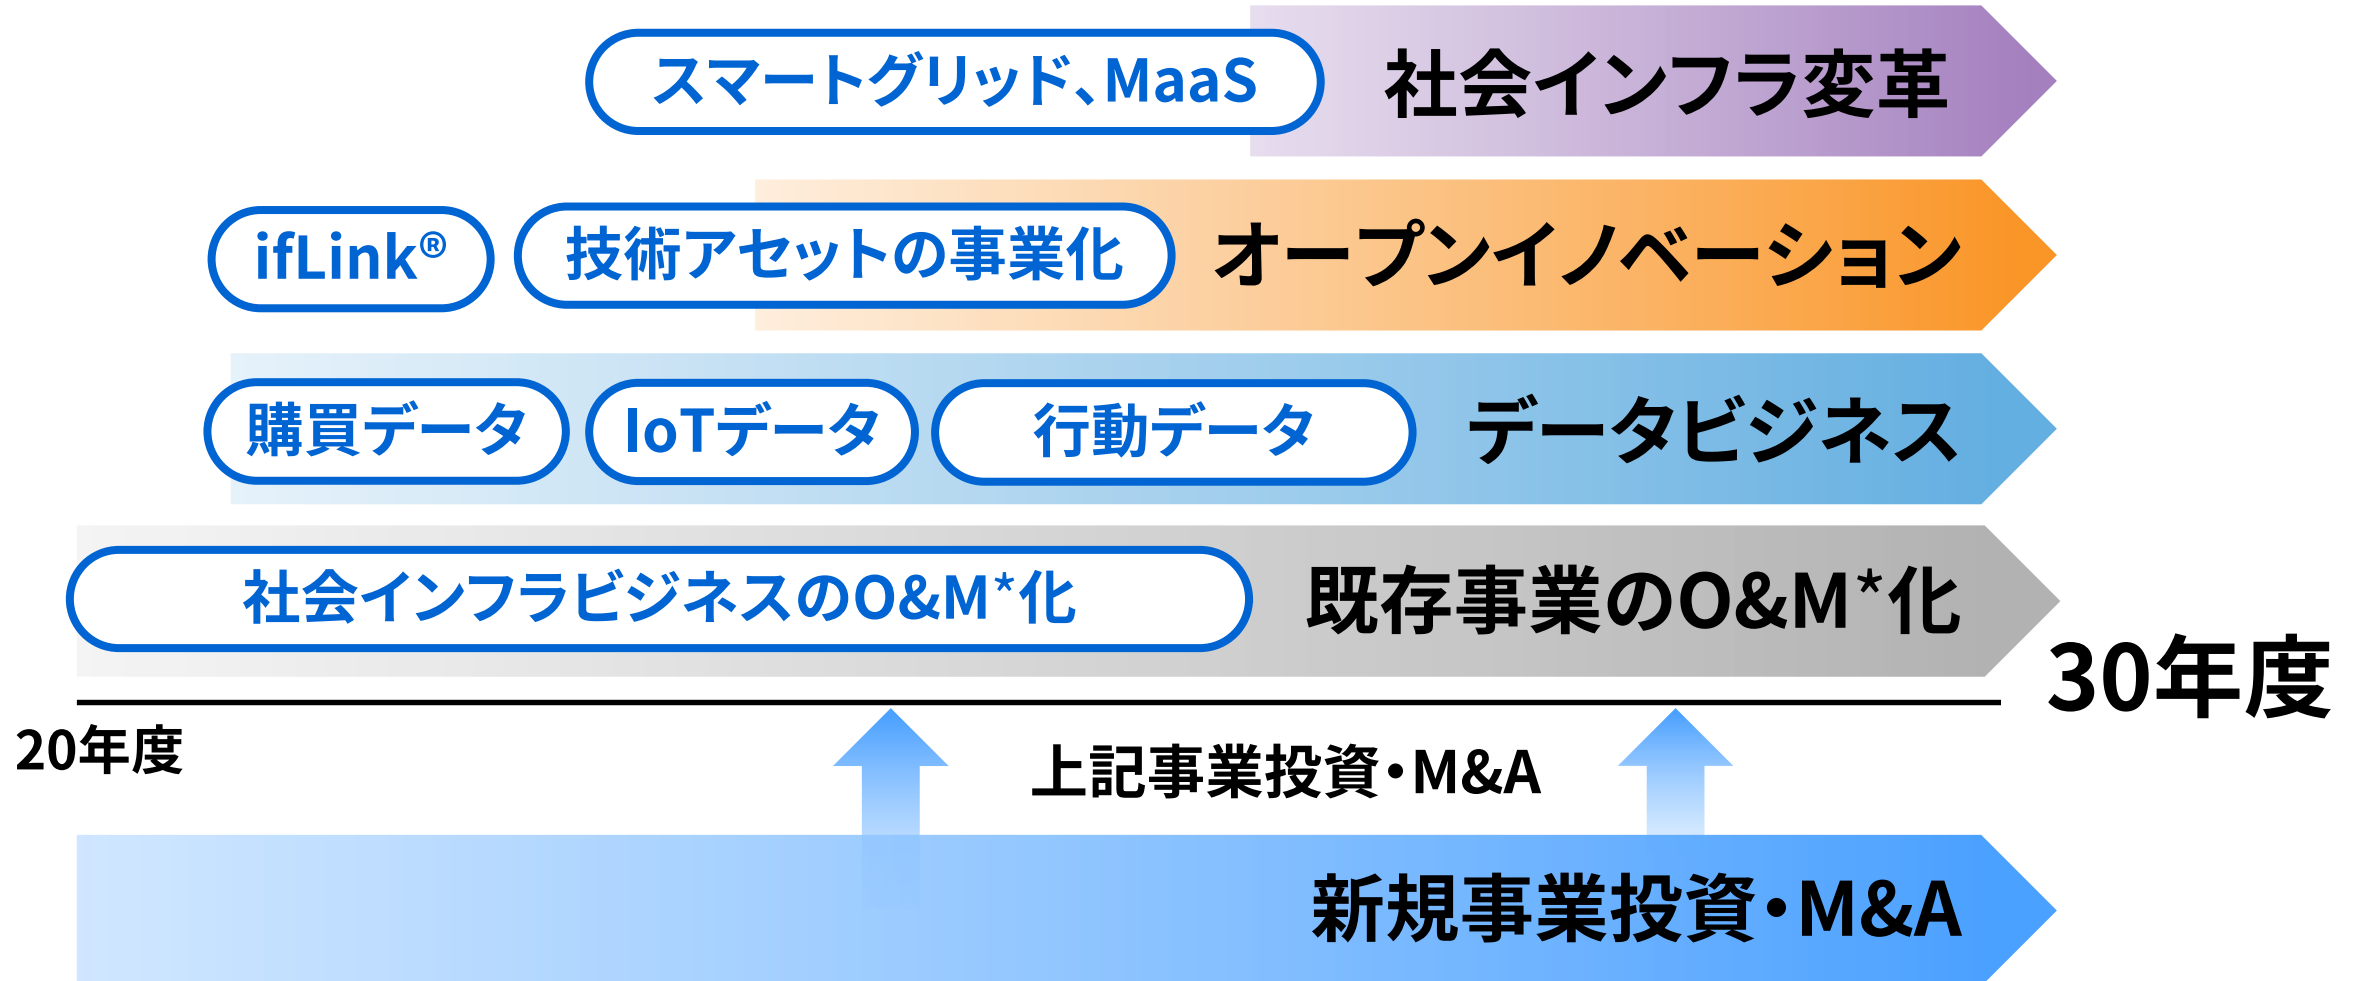 スマートグリッド、MaaS
社会インフラ変革
ifLink®
技術アセットの事業化
オープンイノベーション
購買データ
IoTデータ
行動データ
データビジネス
社会インフラビジネスのO&M*化
既存事業のO&M*化
20年度
30年度
上記事業投資・M&A
新規事業投資・M&A